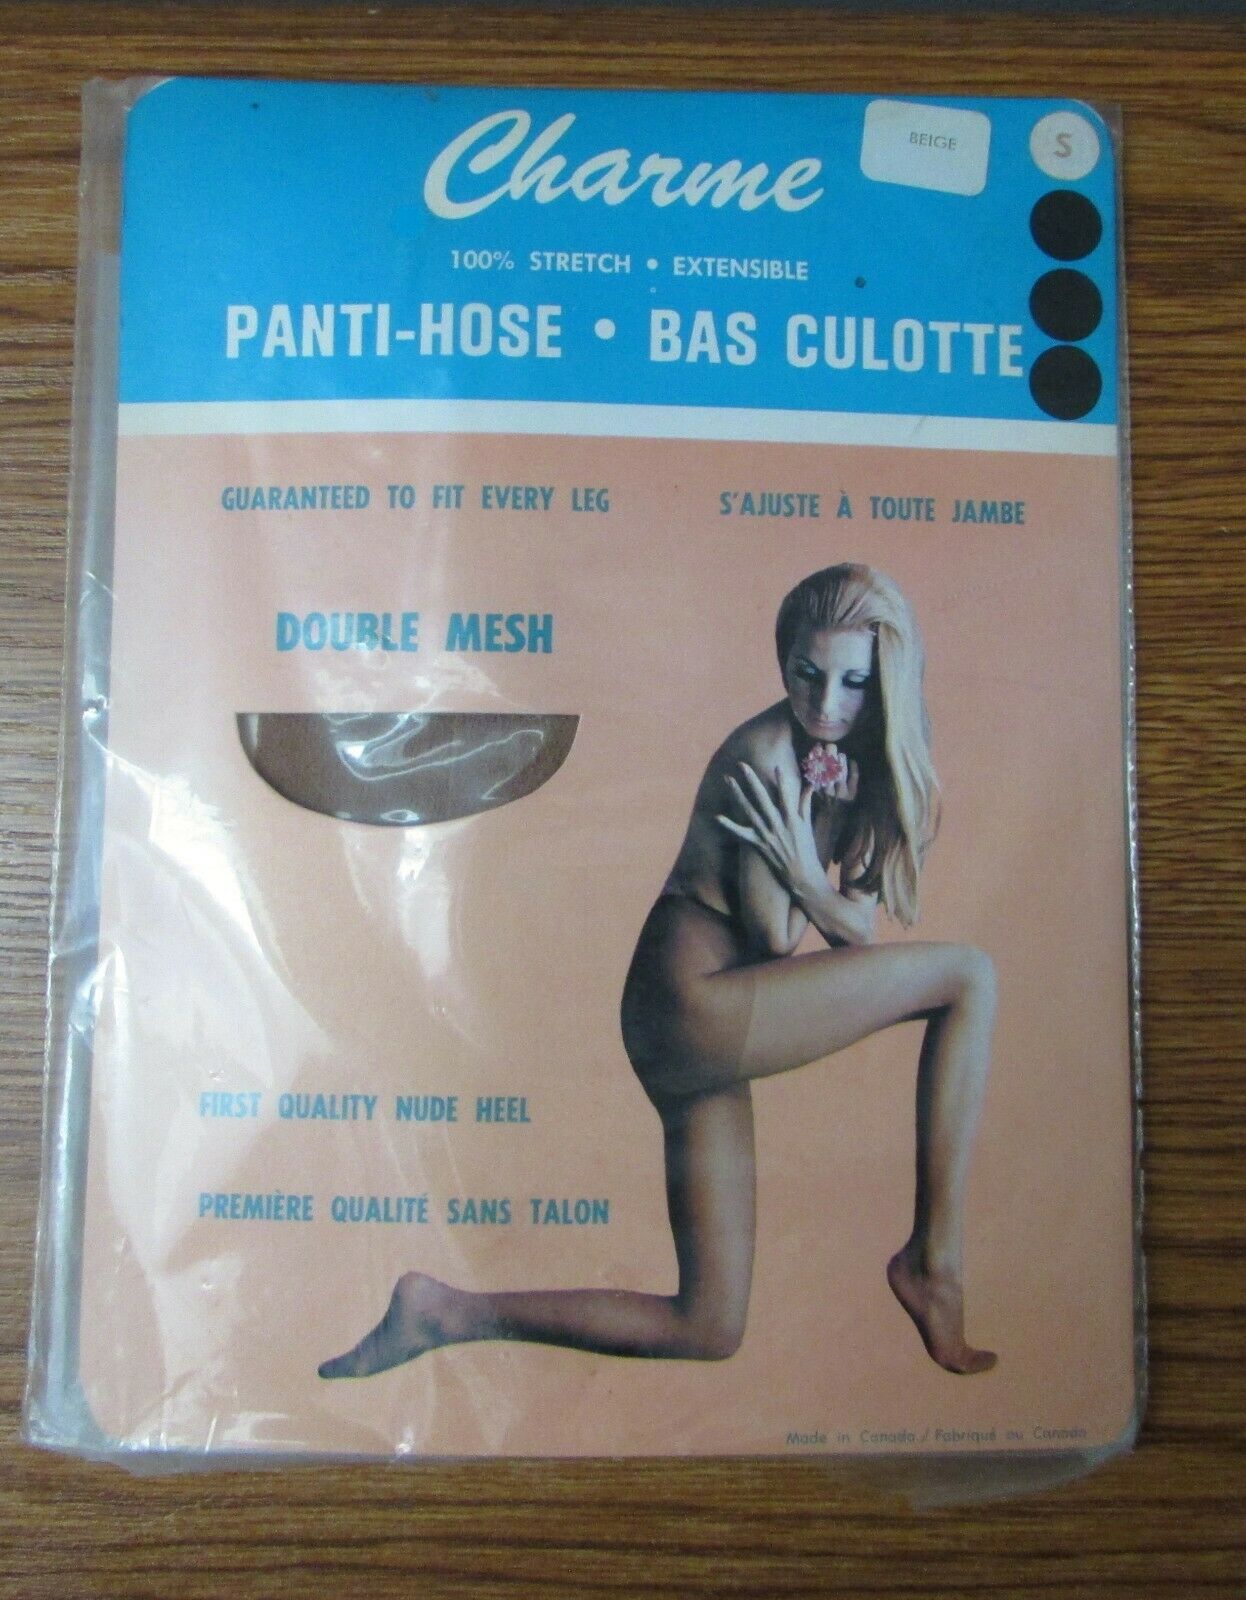 Charme
BEIGE
S
100% STRETCH • EXTENSIBLE
PANTI-HOSE • BAS CULOTTE
GUARANTEED TO FIT EVERY LEG
S'AJUSTE À TOUTE JAMBE
DOUBLE MESH
FIRST QUALITY NUDE HEEL
PREMIÈRE QUALITÉ SANS TALON
Made in Canada / Fabriqué au Canada